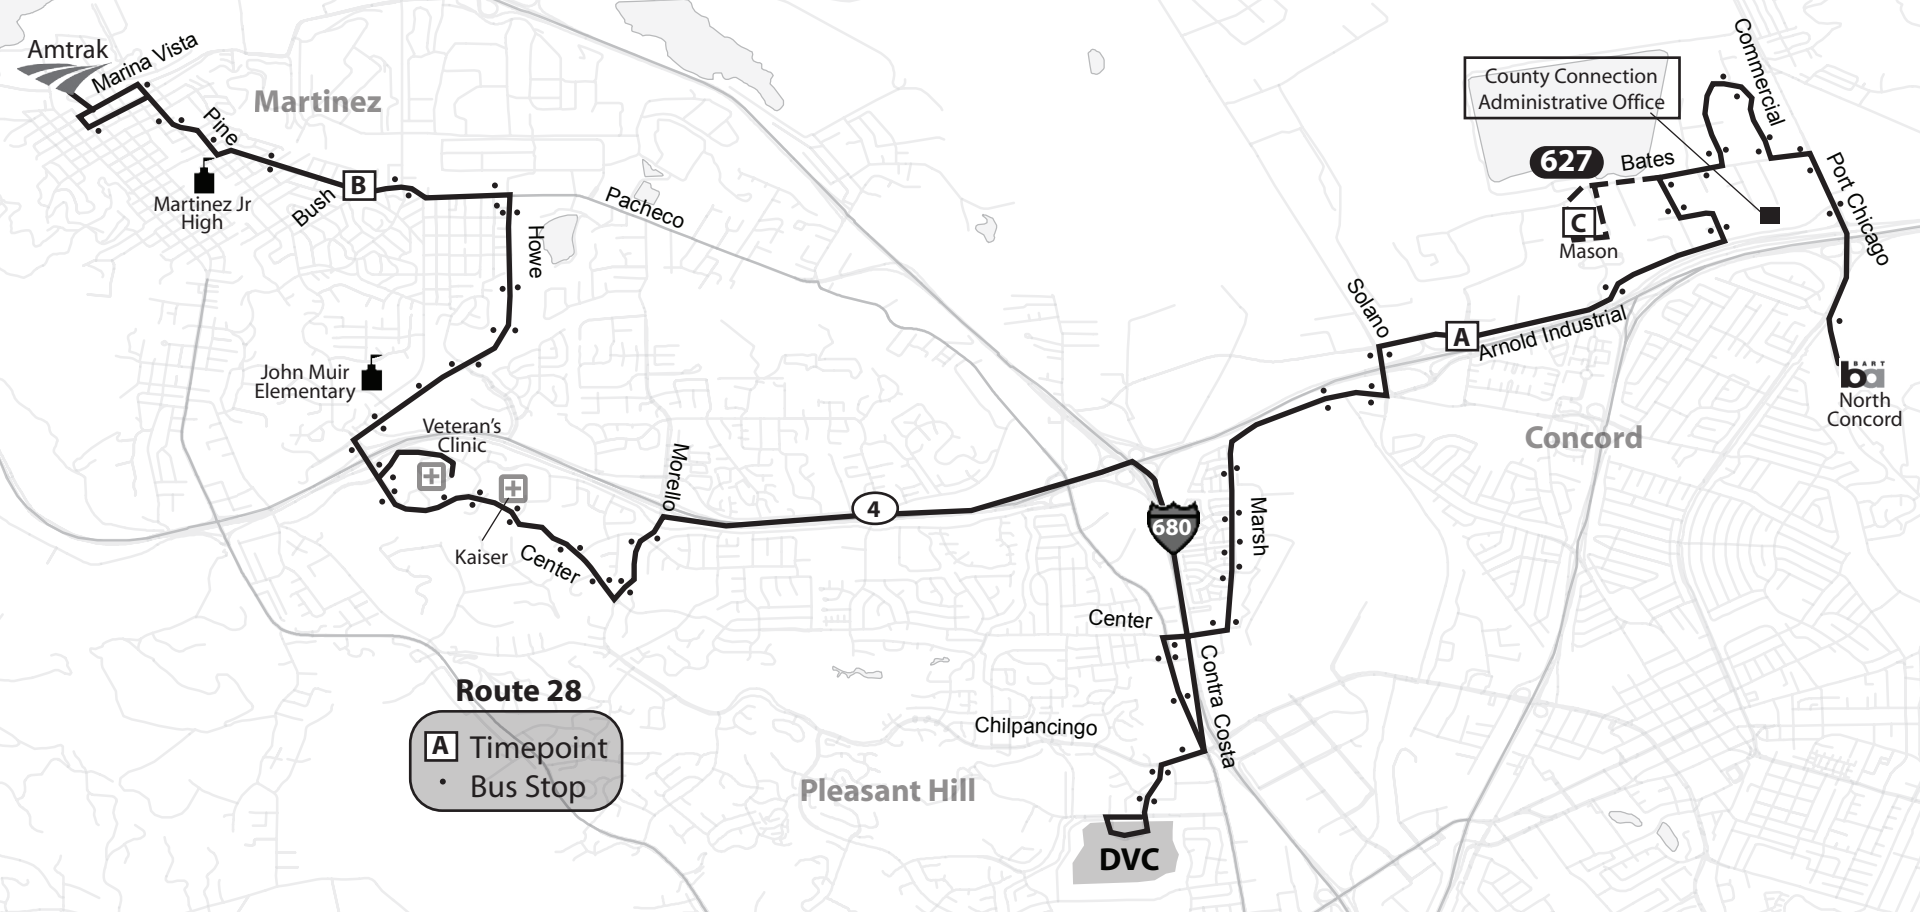 Amtrak
Marina Vista
Martinez
Pine
Martinez Jr
High
Bush
B
Howe
Pacheco
John Muir
Elementary
Veteran's
Clinic
Kaiser
Center
Morello
4
680
Marsh
Center
Contra Costa
Chilpancingo
Pleasant Hill
DVC
Solano
A
Arnold Industrial
Concord
County Connection
Administrative Office
627
Bates
C
Mason
Commercial
Port Chicago
BART
ba
North
Concord
Route 28
A Timepoint
Bus Stop